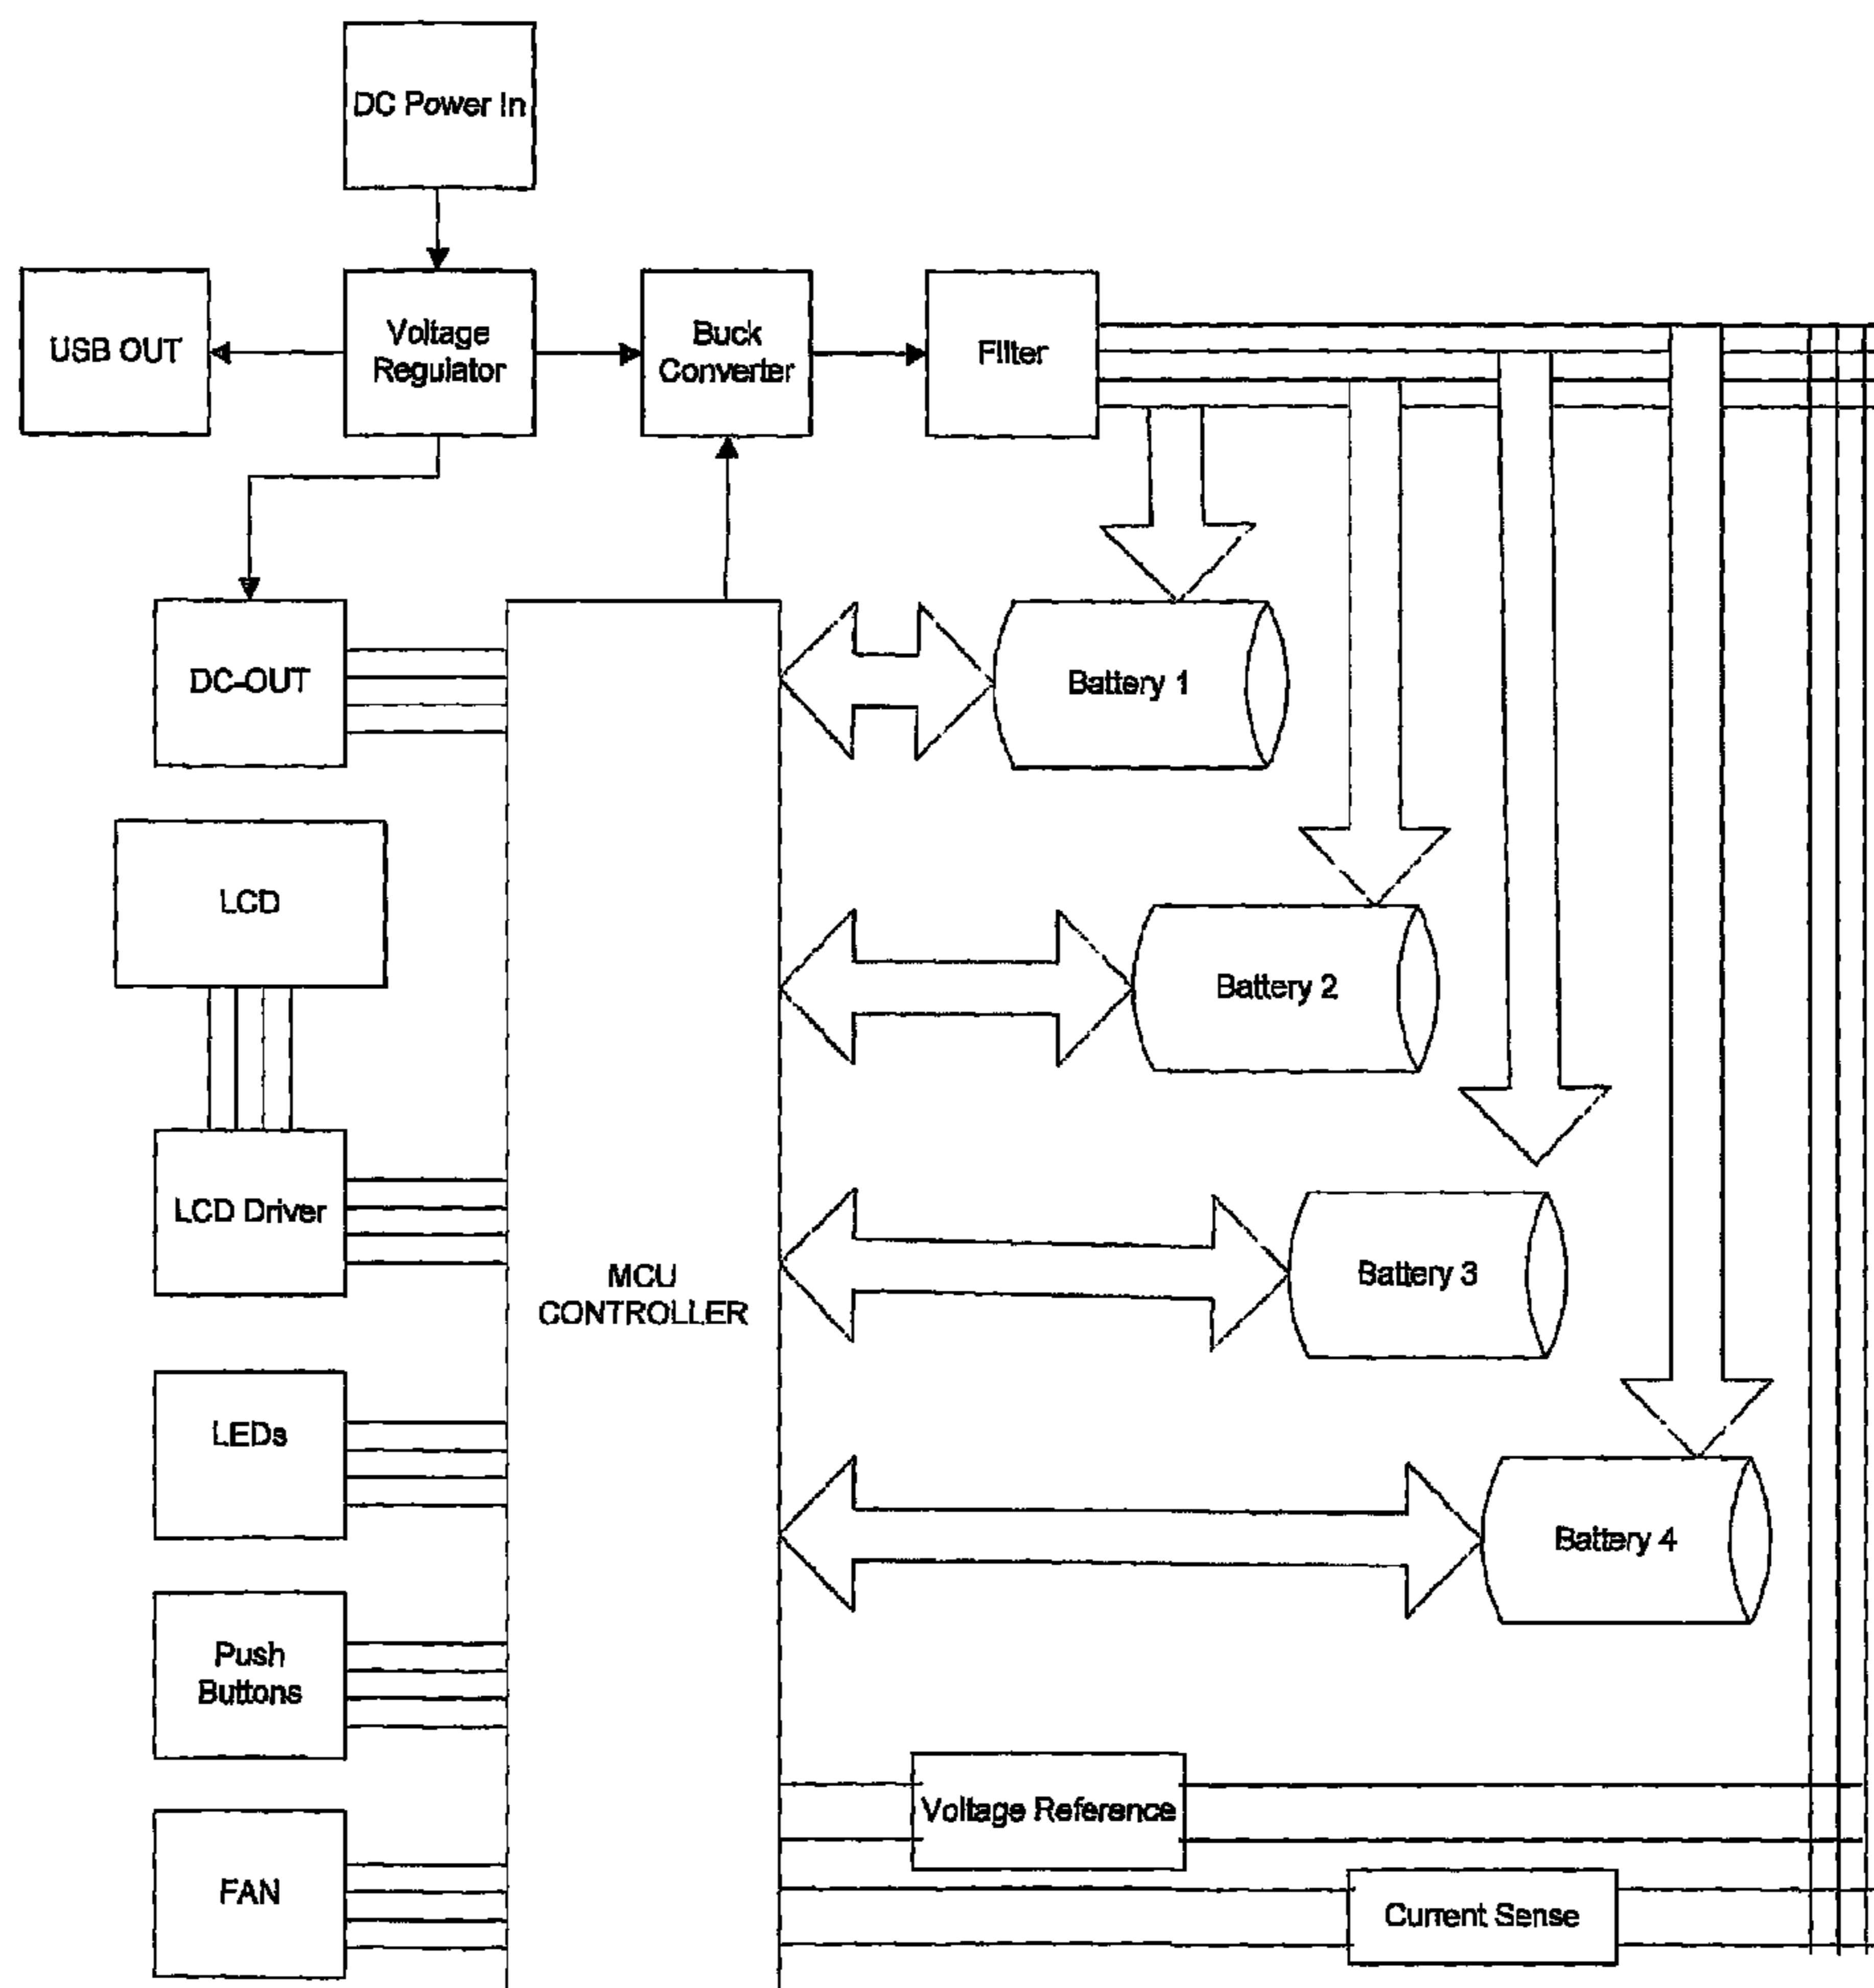 DC Power In
USB OUT
Voltage
Regulator
Buck
Converter
Filter
DC-OUT
Battery 1
LCD
Battery 2
LCD Driver
MCU
CONTROLLER
Battery 3
LEDs
Battery 4
Push
Buttons
Voltage Reference
FAN
Current Sense